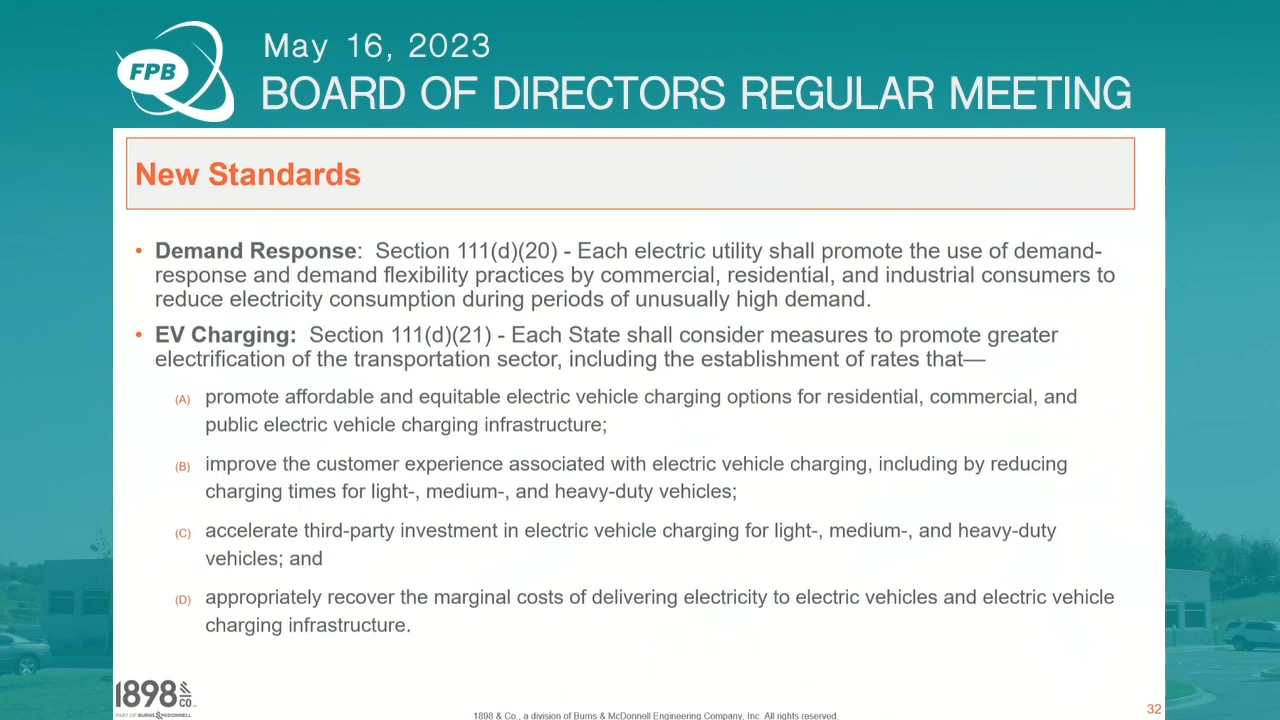 FPB
May 16, 2023
BOARD OF DIRECTORS REGULAR MEETING
New Standards
• Demand Response: Section 111(d)(20) - Each electric utility shall promote the use of demand-
response and demand flexibility practices by commercial, residential, and industrial consumers to
reduce electricity consumption during periods of unusually high demand.
• EV Charging: Section 111(d)(21) - Each State shall consider measures to promote greater
electrification of the transportation sector, including the establishment of rates that—
(A) promote affordable and equitable electric vehicle charging options for residential, commercial, and
public electric vehicle charging infrastructure;
(B) improve the customer experience associated with electric vehicle charging, including by reducing
charging times for light-, medium-, and heavy-duty vehicles;
(C) accelerate third-party investment in electric vehicle charging for light-, medium-, and heavy-duty
vehicles; and
(D) appropriately recover the marginal costs of delivering electricity to electric vehicles and electric vehicle
charging infrastructure.
1898 & CO.
PART OF BURNS & MCDONNELL
1898 & Co., a division of Burns & McDonnell Engineering Company, Inc. All rights reserved.
32